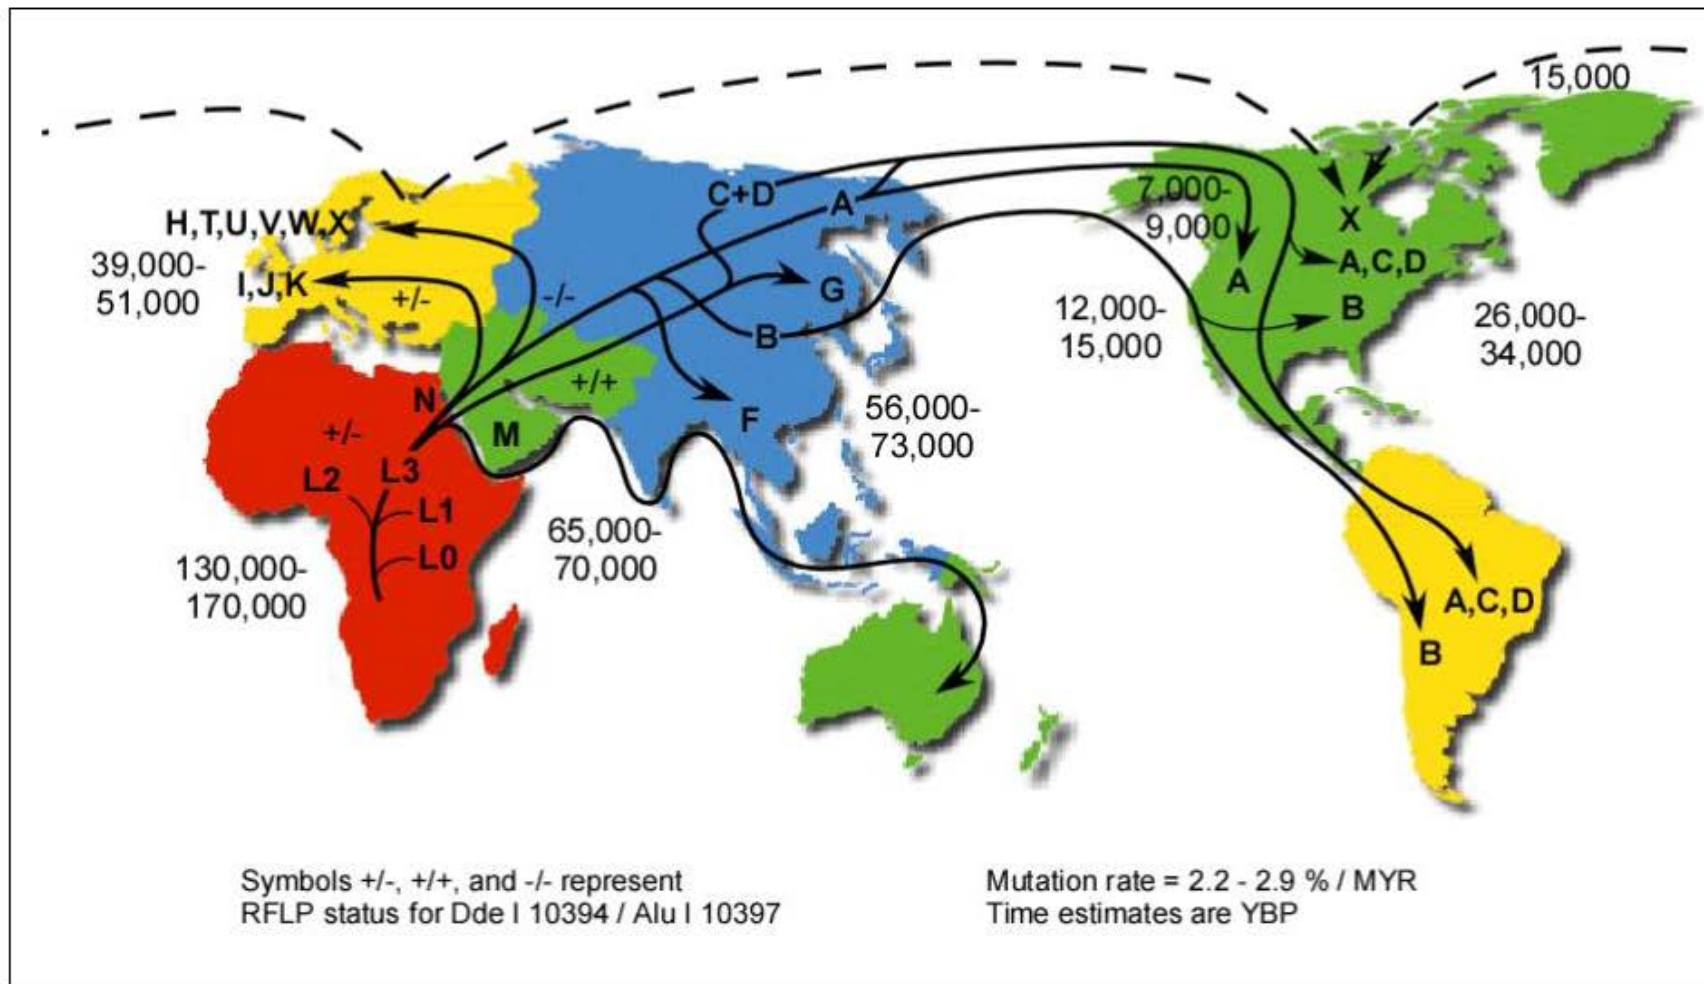 15,000
C+D
A
7,000-
9,000
X
H,T,U,V,W,X
39,000-
51,000
I,J,K
+/-
-/-
G
A
A,C,D
B
B
12,000-
15,000
26,000-
34,000
N
+/+
F
56,000-
73,000
M
+/-
L3
L2
L1
L0
65,000-
70,000
130,000-
170,000
A,C,D
B
Symbols +/-, +/+, and -/- represent
RFLP status for Dde I 10394 / Alu I 10397
Mutation rate = 2.2 - 2.9 % / MYR
Time estimates are YBP